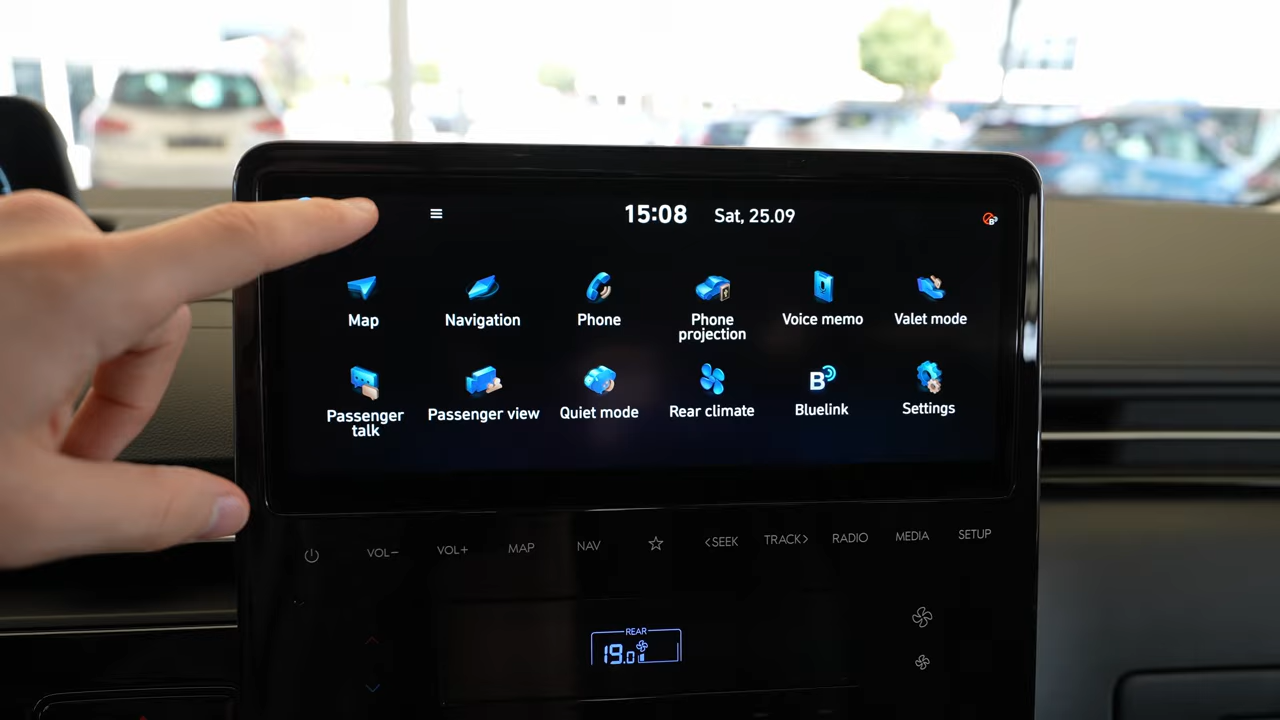 15:08 Sat, 25.09
Map Navigation Phone Phone projection Voice memo Valet mode
Passenger talk Passenger view Quiet mode Rear climate Bluelink Settings
VOL− VOL+ MAP NAV <SEEK TRACK> RADIO MEDIA SETUP
REAR
19.0